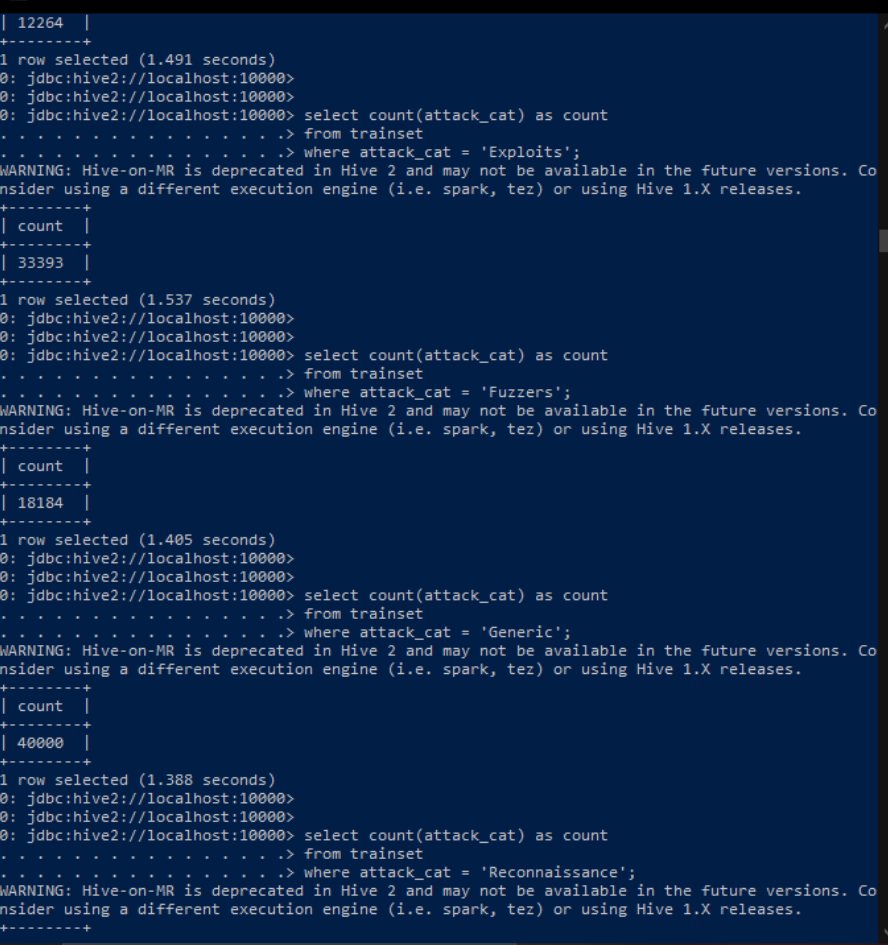 | 12264  |
+--------+
1 row selected (1.491 seconds)
0: jdbc:hive2://localhost:10000>
0: jdbc:hive2://localhost:10000>
0: jdbc:hive2://localhost:10000> select count(attack_cat) as count
. . . . . . . . . . . . . . . .> from trainset
. . . . . . . . . . . . . . . .> where attack_cat = 'Exploits';
WARNING: Hive-on-MR is deprecated in Hive 2 and may not be available in the future versions. Co
nsider using a different execution engine (i.e. spark, tez) or using Hive 1.X releases.
+--------+
| count  |
+--------+
| 33393  |
+--------+
1 row selected (1.537 seconds)
0: jdbc:hive2://localhost:10000>
0: jdbc:hive2://localhost:10000>
0: jdbc:hive2://localhost:10000> select count(attack_cat) as count
. . . . . . . . . . . . . . . .> from trainset
. . . . . . . . . . . . . . . .> where attack_cat = 'Fuzzers';
WARNING: Hive-on-MR is deprecated in Hive 2 and may not be available in the future versions. Co
nsider using a different execution engine (i.e. spark, tez) or using Hive 1.X releases.
+--------+
| count  |
+--------+
| 18184  |
+--------+
1 row selected (1.405 seconds)
0: jdbc:hive2://localhost:10000>
0: jdbc:hive2://localhost:10000>
0: jdbc:hive2://localhost:10000> select count(attack_cat) as count
. . . . . . . . . . . . . . . .> from trainset
. . . . . . . . . . . . . . . .> where attack_cat = 'Generic';
WARNING: Hive-on-MR is deprecated in Hive 2 and may not be available in the future versions. Co
nsider using a different execution engine (i.e. spark, tez) or using Hive 1.X releases.
+--------+
| count  |
+--------+
| 40000  |
+--------+
1 row selected (1.388 seconds)
0: jdbc:hive2://localhost:10000>
0: jdbc:hive2://localhost:10000>
0: jdbc:hive2://localhost:10000> select count(attack_cat) as count
. . . . . . . . . . . . . . . .> from trainset
. . . . . . . . . . . . . . . .> where attack_cat = 'Reconnaissance';
WARNING: Hive-on-MR is deprecated in Hive 2 and may not be available in the future versions. Co
nsider using a different execution engine (i.e. spark, tez) or using Hive 1.X releases.
+--------+